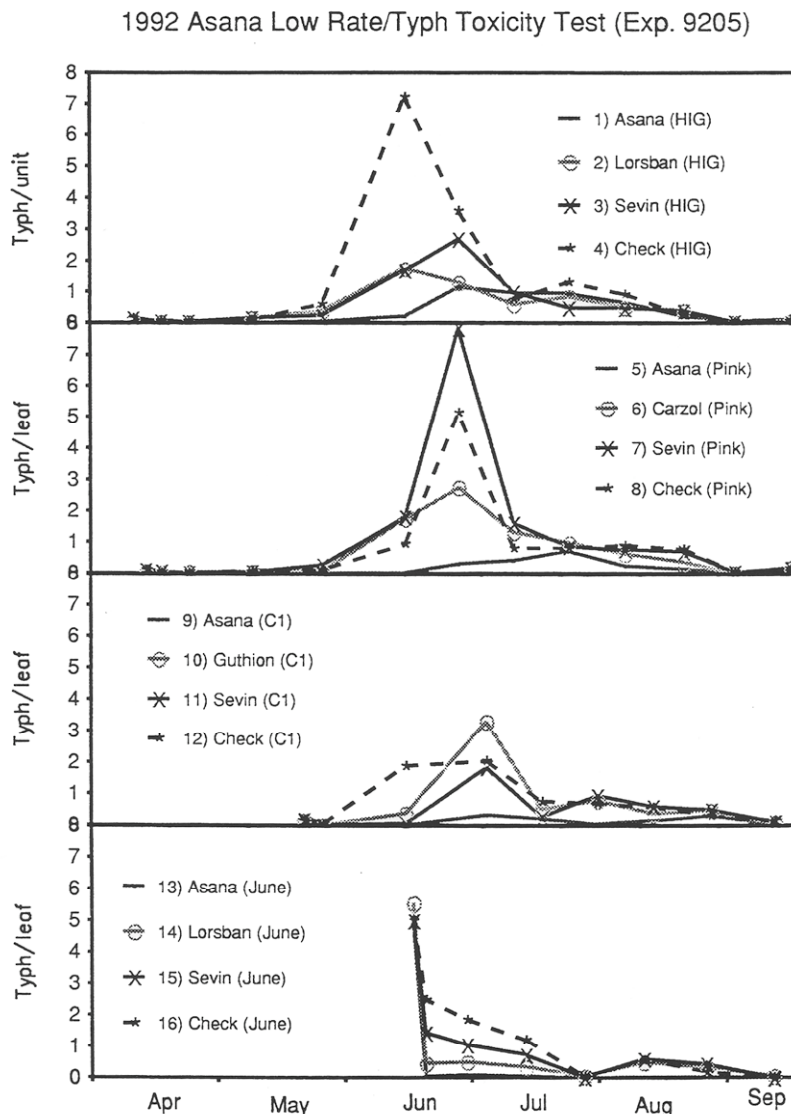 1992 Asana Low Rate/Typh Toxicity Test (Exp. 9205)
8
7
6
5
4
3
2
1
Typh/unit
1) Asana (HIG)
2) Lorsban (HIG)
3) Sevin (HIG)
4) Check (HIG)
8
7
6
5
4
3
2
1
Typh/leaf
5) Asana (Pink)
6) Carzol (Pink)
7) Sevin (Pink)
8) Check (Pink)
8
7
6
5
4
3
2
1
Typh/leaf
9) Asana (C1)
10) Guthion (C1)
11) Sevin (C1)
12) Check (C1)
8
7
6
5
4
3
2
1
0
Typh/leaf
13) Asana (June)
14) Lorsban (June)
15) Sevin (June)
16) Check (June)
Apr May Jun Jul Aug Sep